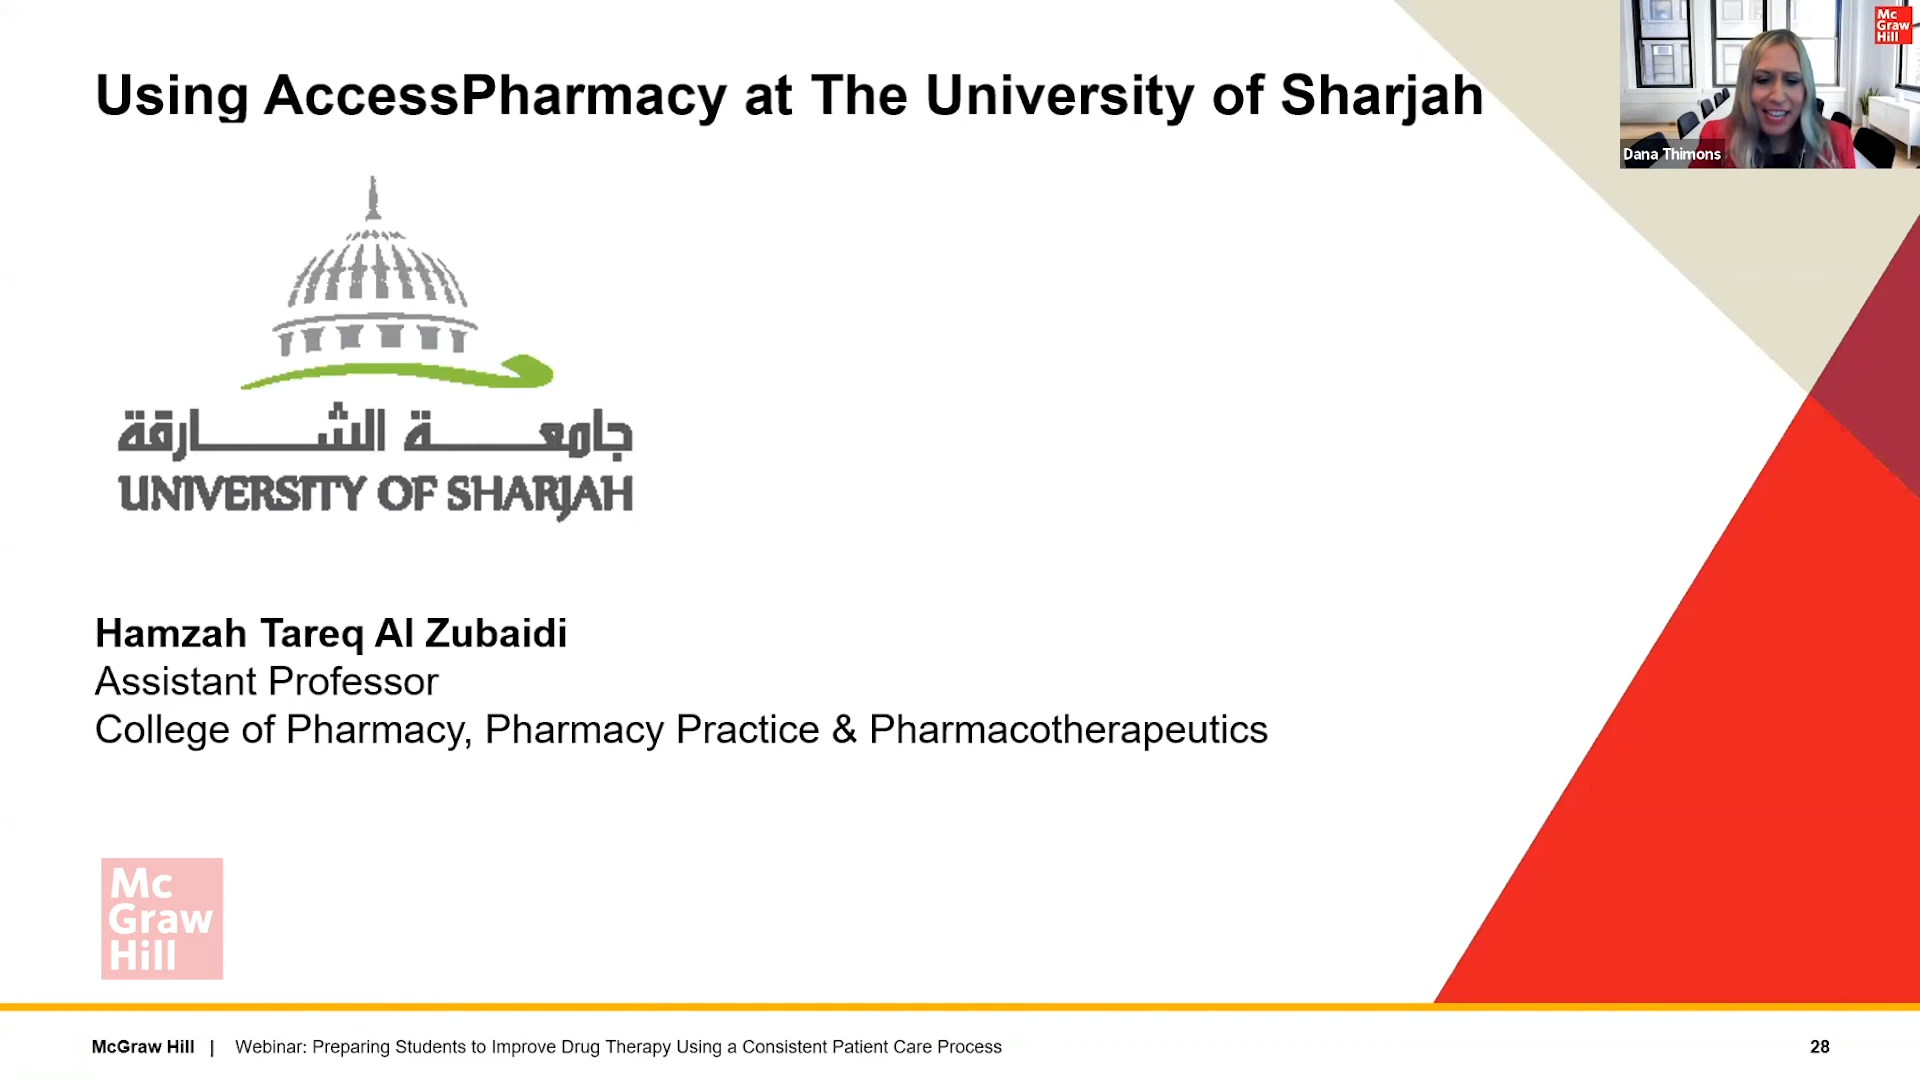 Using AccessPharmacy at The University of Sharjah
Mc
Graw
Hill
Dana Thimons
جامعة الشارقة
UNIVERSITY OF SHARJAH
Hamzah Tareq Al Zubaidi
Assistant Professor
College of Pharmacy, Pharmacy Practice & Pharmacotherapeutics
Mc
Graw
Hill
McGraw Hill | Webinar: Preparing Students to Improve Drug Therapy Using a Consistent Patient Care Process 28